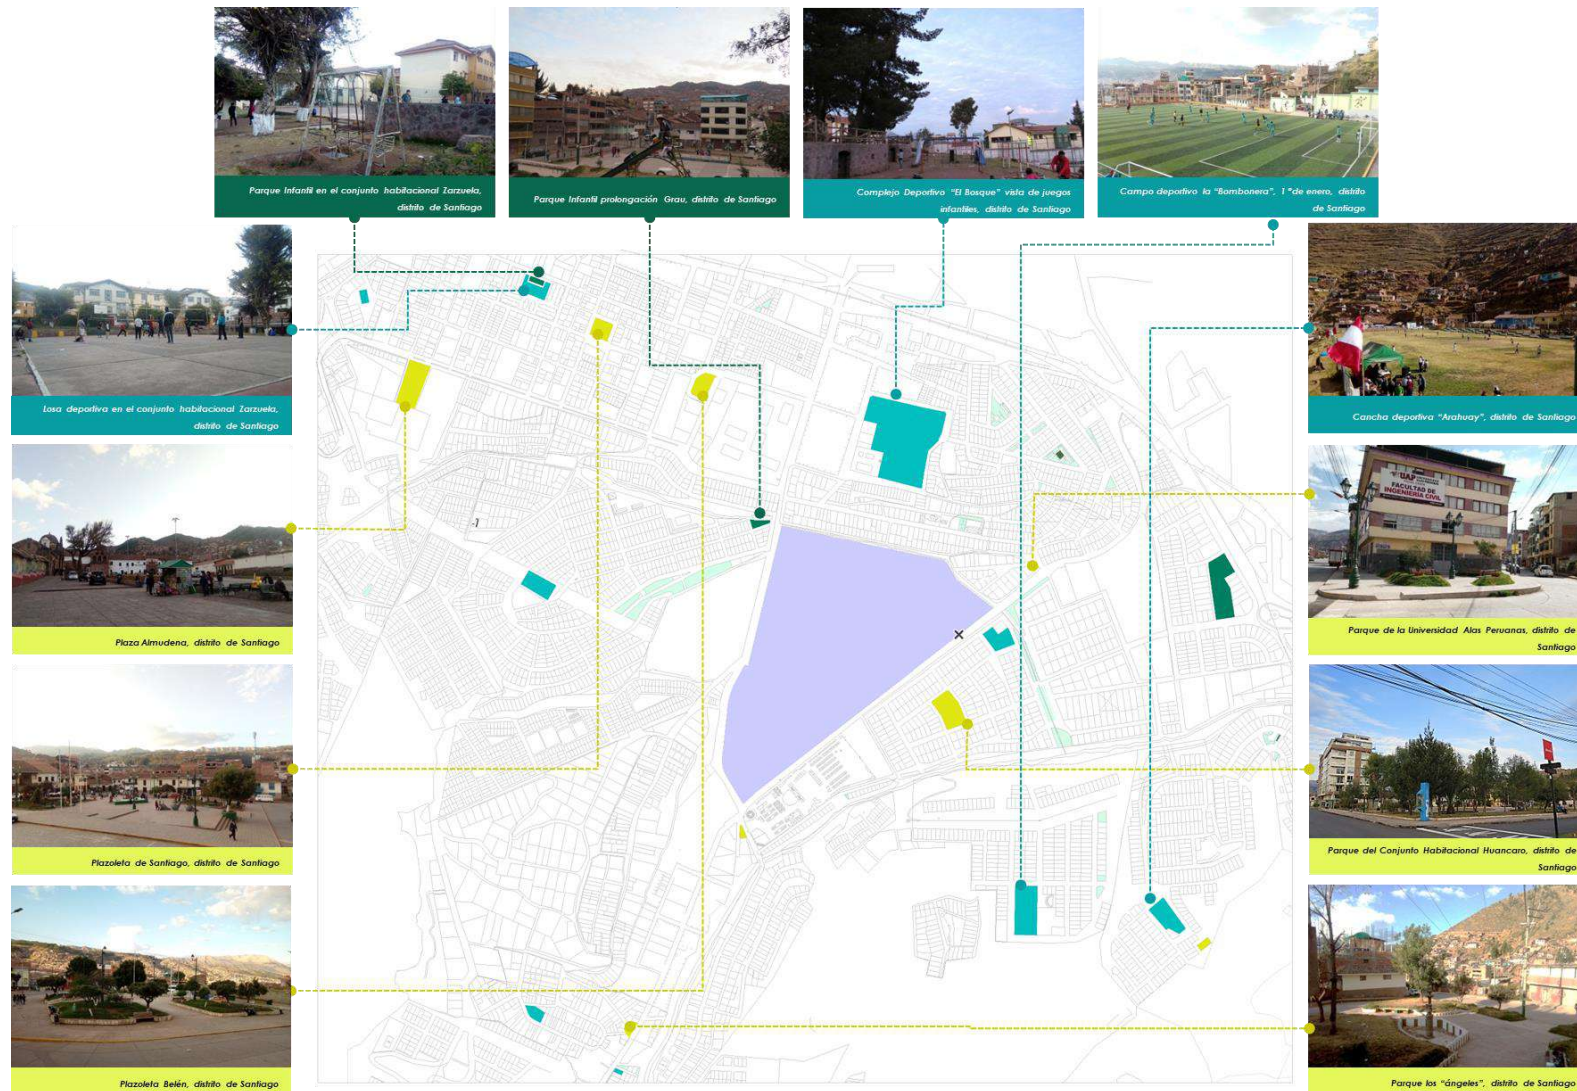 Parque Infantil en el conjunto habitacional Zarzuela,
distrito de Santiago
Parque Infantil prolongación Grau, distrito de Santiago
Complejo Deportivo "El Bosque" vista de juegos
infantiles, distrito de Santiago
Campo deportivo la "Bombonera", 1 °de enero, distrito
de Santiago
Losa deportiva en el conjunto habitacional Zarzuela,
distrito de Santiago
Cancha deportiva "Arahuay", distrito de Santiago
UAP
FACULTAD DE
INGENIERÍA CIVIL
Plaza Almudena, distrito de Santiago
Parque de la Universidad Alas Peruanas, distrito de
Santiago
Plazoleta de Santiago, distrito de Santiago
Parque del Conjunto Habitacional Huancaro, distrito de
Santiago
Plazoleta Belén, distrito de Santiago
Parque los "ángeles", distrito de Santiago